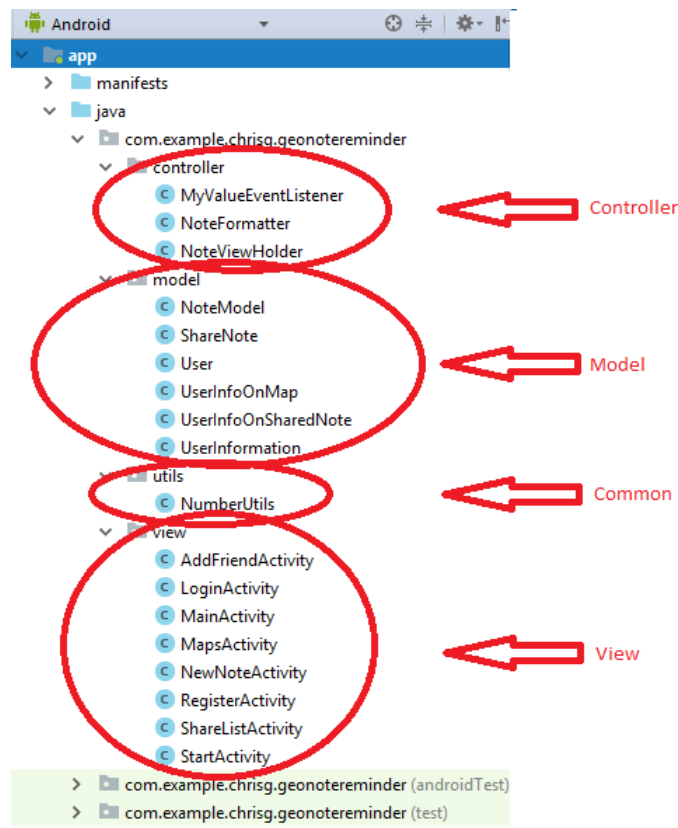 Android
app
manifests
java
com.example.chrisg.geonotereminder
controller
MyValueEventListener
NoteFormatter
NoteViewHolder
Controller
model
NoteModel
ShareNote
User
UserInfoOnMap
UserInfoOnSharedNote
UserInformation
Model
utils
NumberUtils
Common
view
AddFriendActivity
LoginActivity
MainActivity
MapsActivity
NewNoteActivity
RegisterActivity
ShareListActivity
StartActivity
View
com.example.chrisg.geonotereminder (androidTest)
com.example.chrisg.geonotereminder (test)